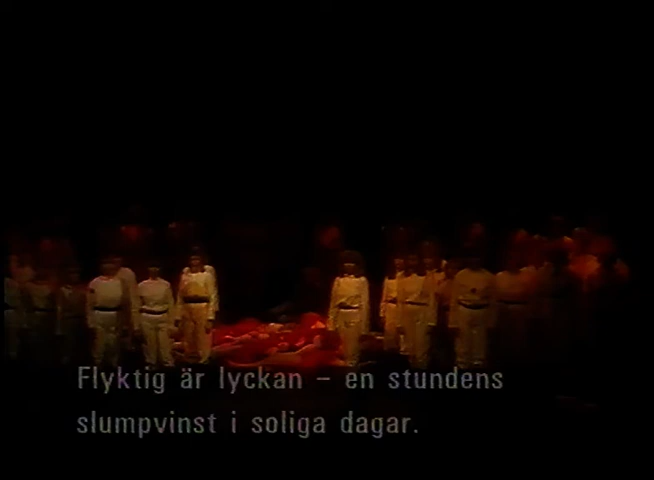 Flyktig är lyckan – en stundens
slumpvinst i soliga dagar.